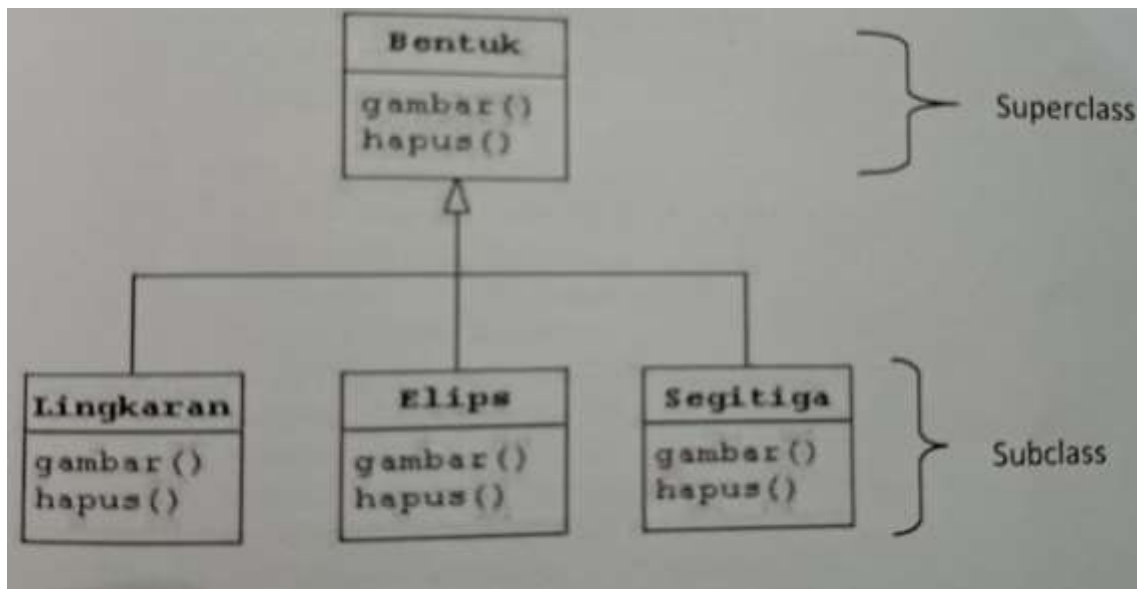 Bentuk
gambar()
hapus()
Superclass
Lingkaran
gambar()
hapus()
Elips
gambar()
hapus()
Segitiga
gambar()
hapus()
Subclass